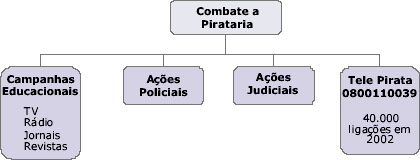 Combate a
Pirataria
Campanhas
Educacionais
TV
Rádio
Jornais
Revistas
Ações
Policiais
Ações
Judiciais
Tele Pirata
0800110039
40.000
ligações em
2002